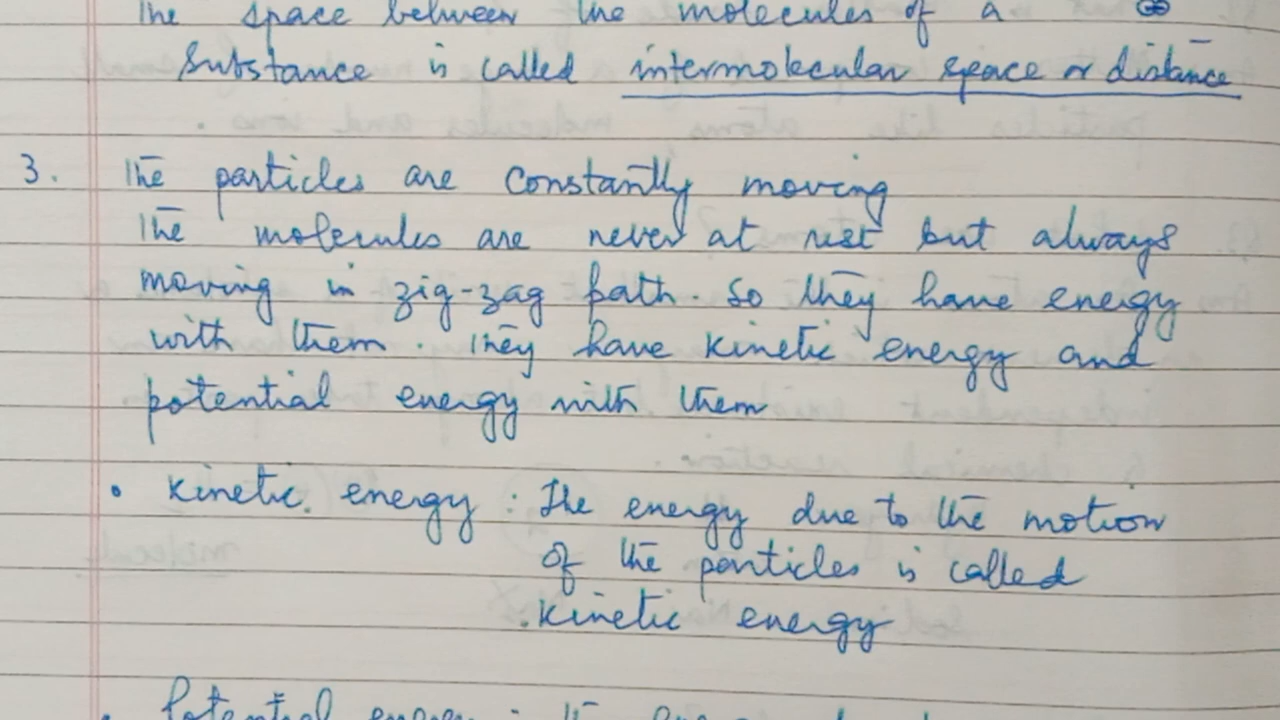 The space between the molecules of a
substance is called intermolecular space or distance
3. The particles are constantly moving
The molecules are never at rest but always
moving in zig-zag path. So they have energy
with them. They have kinetic energy and
potential energy with them
• kinetic energy : The energy due to the motion
of the particles is called
kinetic energy
• Potential energy :